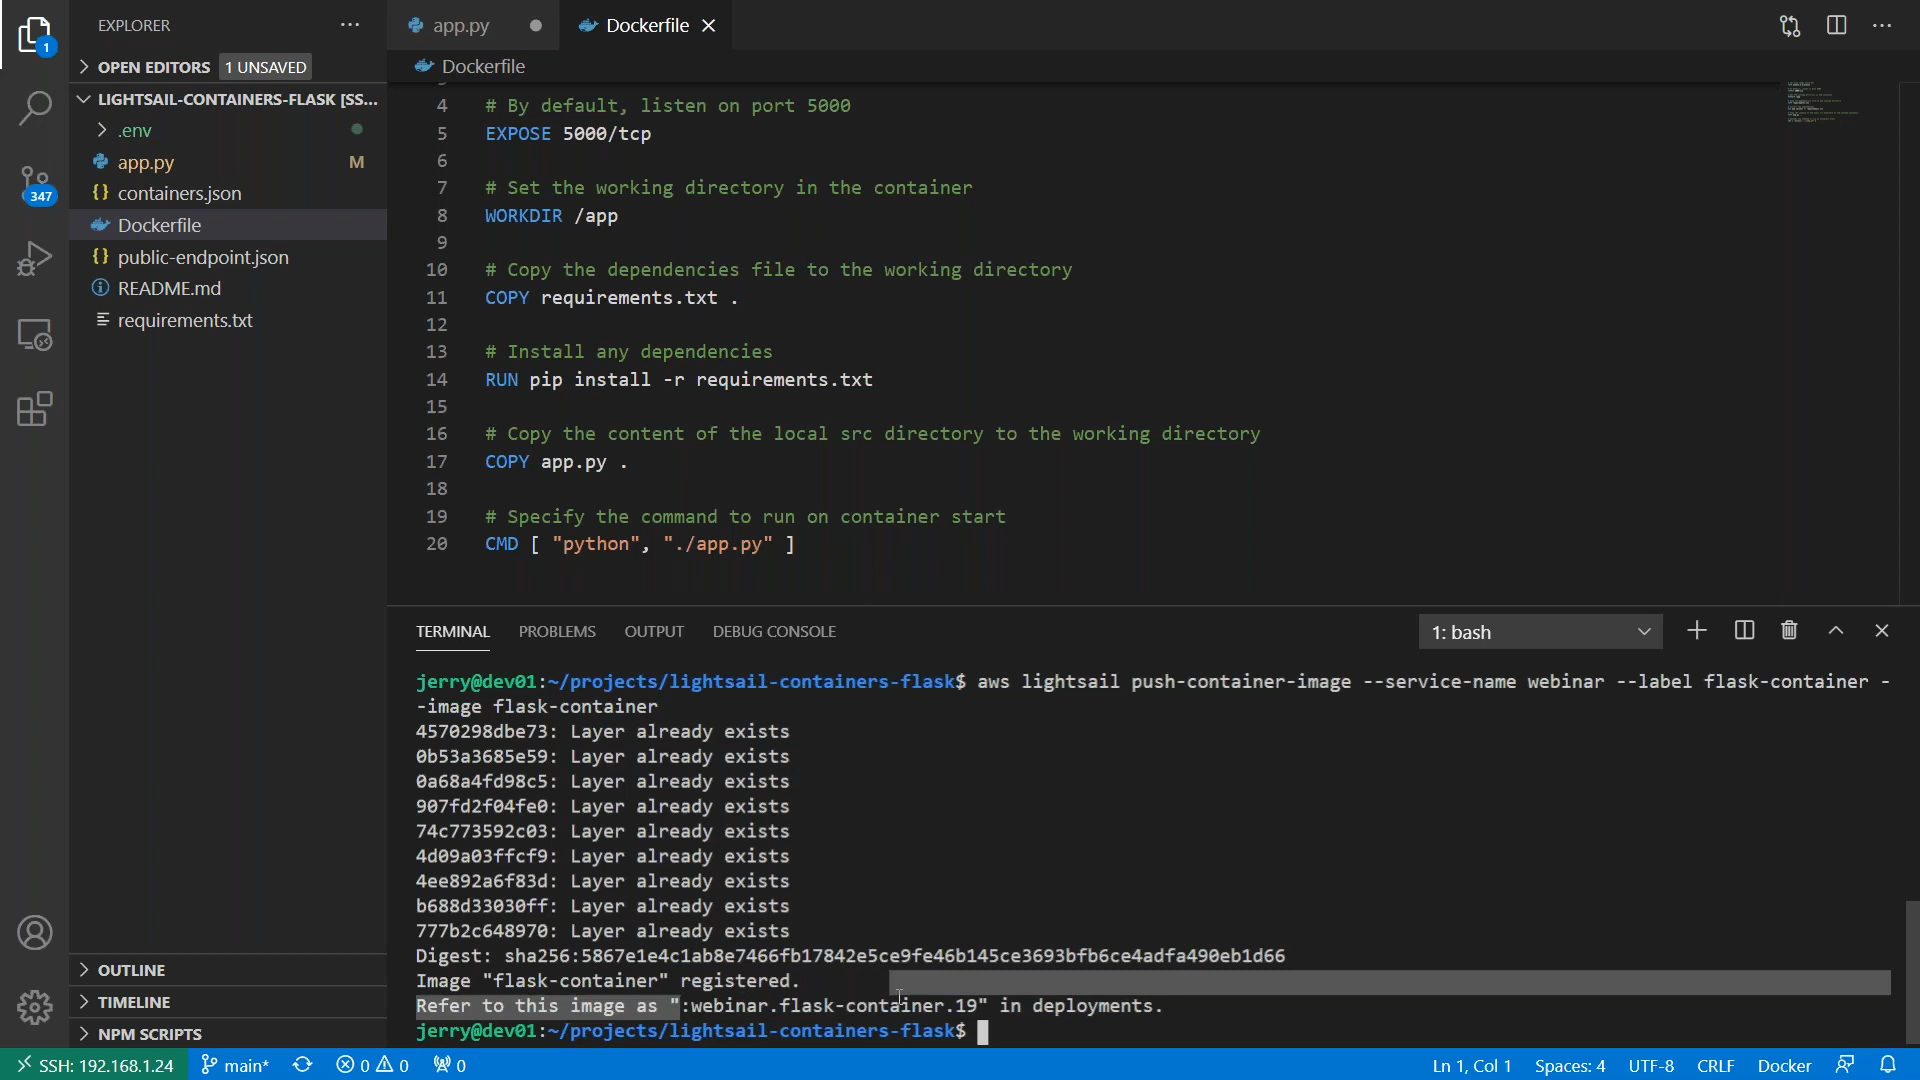 EXPLORER
app.py
Dockerfile
OPEN EDITORS
1 UNSAVED
Dockerfile
LIGHTSAIL-CONTAINERS-FLASK [SS...
.env
app.py
M
containers.json
Dockerfile
public-endpoint.json
README.md
requirements.txt
1
347
4 # By default, listen on port 5000
5 EXPOSE 5000/tcp
6
7 # Set the working directory in the container
8 WORKDIR /app
9
10 # Copy the dependencies file to the working directory
11 COPY requirements.txt .
12
13 # Install any dependencies
14 RUN pip install -r requirements.txt
15
16 # Copy the content of the local src directory to the working directory
17 COPY app.py .
18
19 # Specify the command to run on container start
20 CMD [ "python", "./app.py" ]
TERMINAL PROBLEMS OUTPUT DEBUG CONSOLE
1: bash
jerry@dev01:~/projects/lightsail-containers-flask$ aws lightsail push-container-image --service-name webinar --label flask-container -
-image flask-container
4570298dbe73: Layer already exists
0b53a3685e59: Layer already exists
0a68a4fd98c5: Layer already exists
907fd2f04fe0: Layer already exists
74c773592c03: Layer already exists
4d09a03ffcf9: Layer already exists
4ee892a6f83d: Layer already exists
b688d33030ff: Layer already exists
777b2c648970: Layer already exists
Digest: sha256:5867e1e4c1ab8e7466fb17842e5ce9fe46b145ce3693bfb6ce4adfa490eb1d66
Image "flask-container" registered.
Refer to this image as ":webinar.flask-container.19" in deployments.
jerry@dev01:~/projects/lightsail-containers-flask$
OUTLINE
TIMELINE
NPM SCRIPTS
SSH: 192.168.1.24
main*
0 0
0
Ln 1, Col 1
Spaces: 4
UTF-8
CRLF
Docker